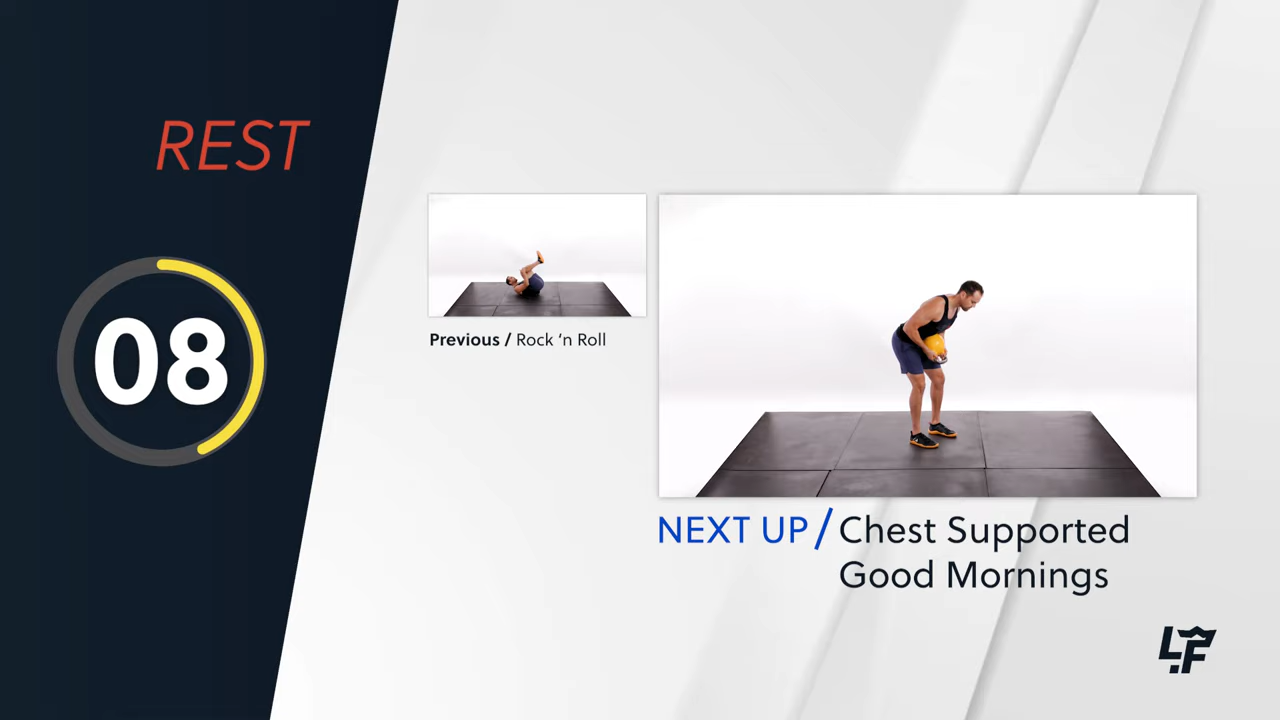 REST
08
Previous / Rock ‘n Roll
NEXT UP / Chest Supported
Good Mornings
LF